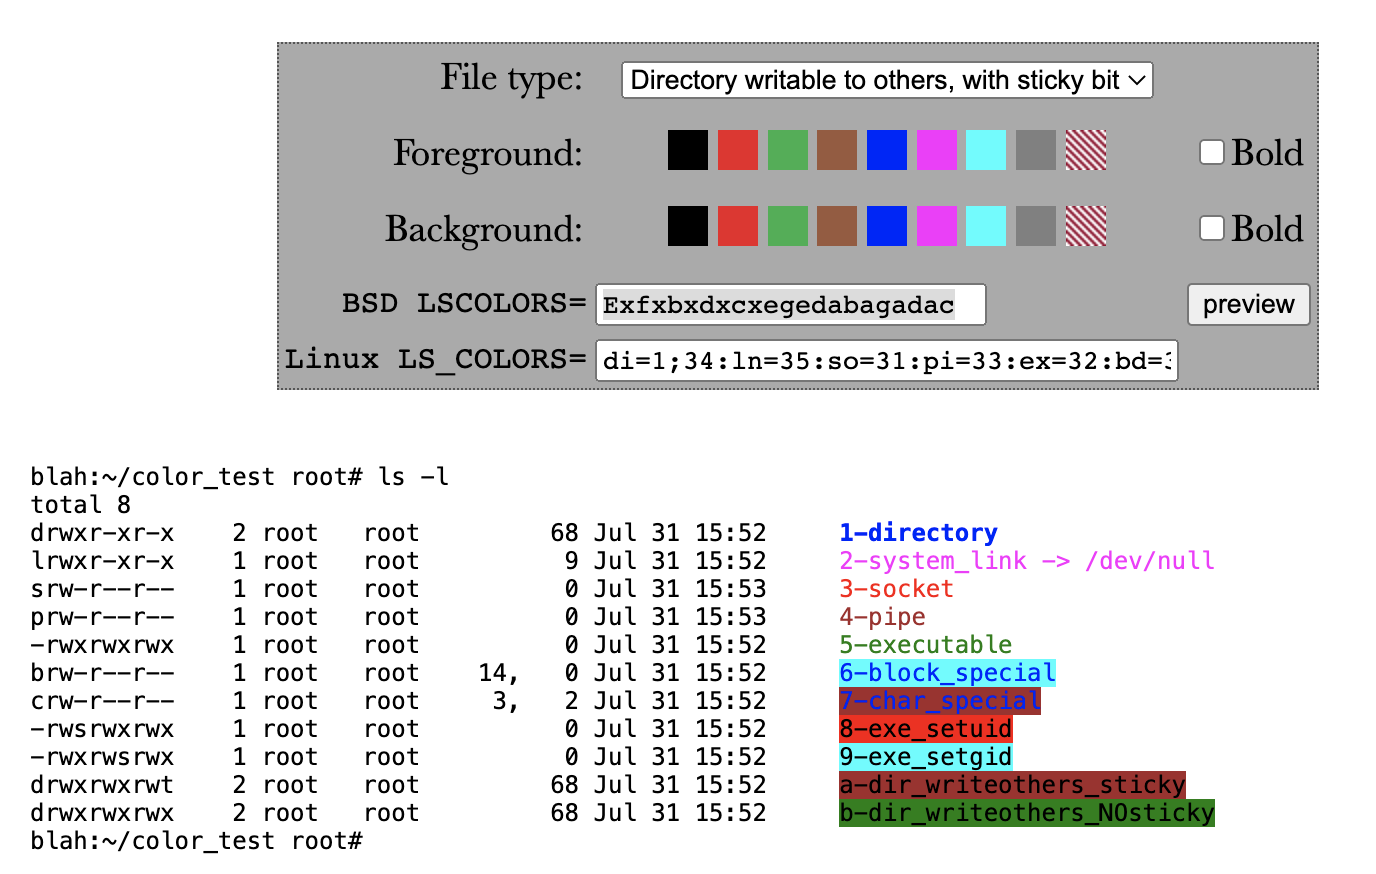 File type: Directory writable to others, with sticky bit
Foreground: Bold
Background: Bold
BSD LSCOLORS= Exfxbxdxcxegedabagadac preview
Linux LS_COLORS= di=1;34:ln=35:so=31:pi=33:ex=32:bd=
blah:~/color_test root# ls -l
total 8
drwxr-xr-x 2 root root 68 Jul 31 15:52 1-directory
lrwxr-xr-x 1 root root 9 Jul 31 15:52 2-system_link -> /dev/null
srw-r--r-- 1 root root 0 Jul 31 15:53 3-socket
prw-r--r-- 1 root root 0 Jul 31 15:53 4-pipe
-rwxrwxrwx 1 root root 0 Jul 31 15:52 5-executable
brw-r--r-- 1 root root 14, 0 Jul 31 15:52 6-block_special
crw-r--r-- 1 root root 3, 2 Jul 31 15:52 7-char_special
-rwsrwxrwx 1 root root 0 Jul 31 15:52 8-exe_setuid
-rwxrwsrwx 1 root root 0 Jul 31 15:52 9-exe_setgid
drwxrwxrwt 2 root root 68 Jul 31 15:52 a-dir_writeothers_sticky
drwxrwxrwx 2 root root 68 Jul 31 15:52 b-dir_writeothers_NOsticky
blah:~/color_test root#